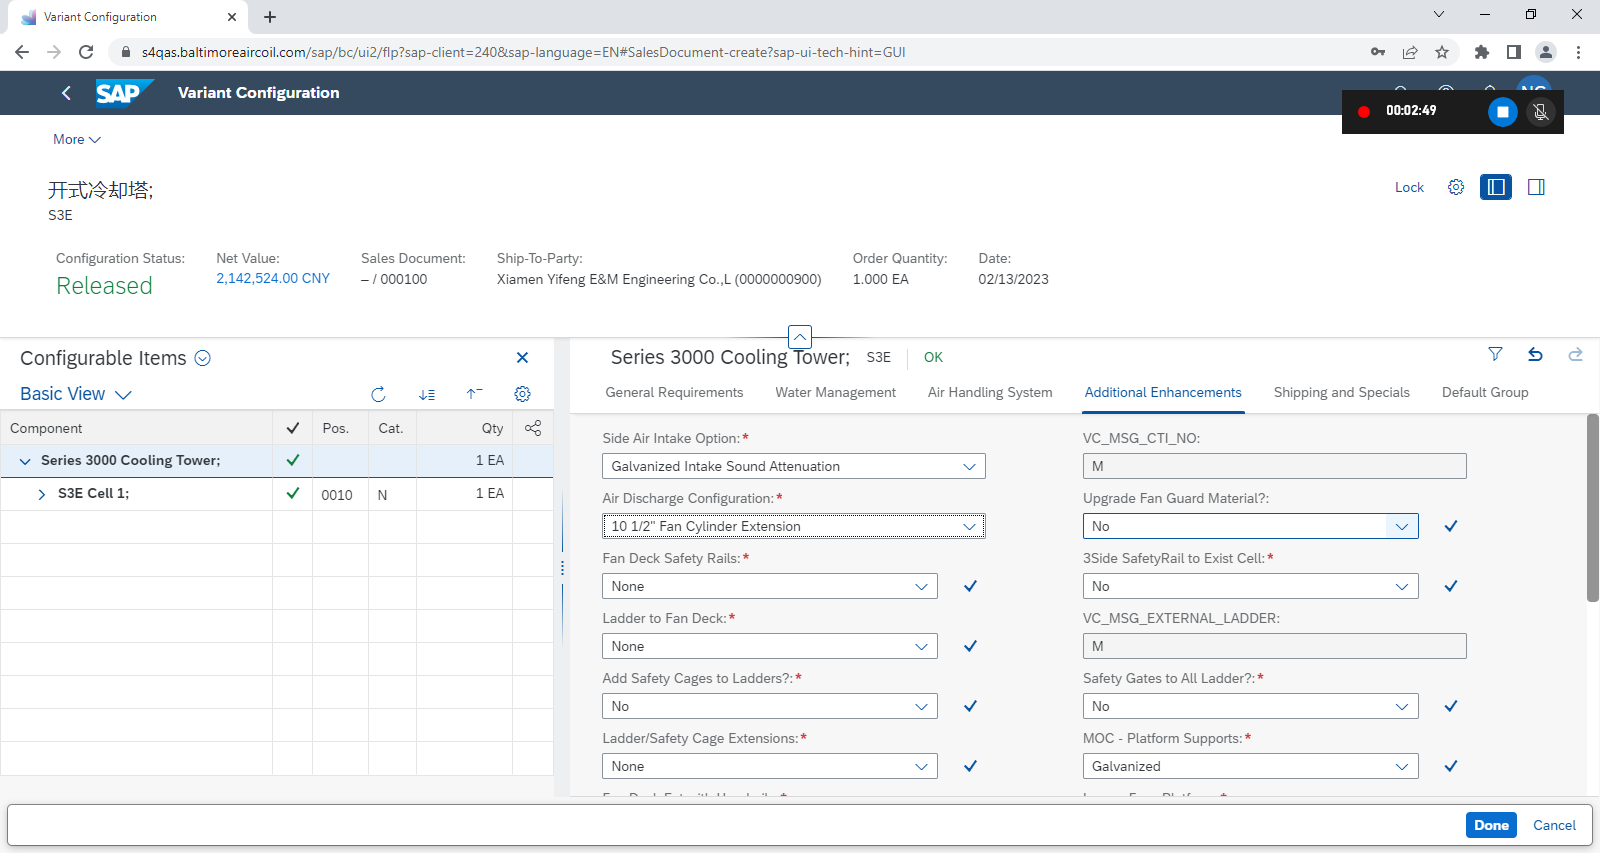 Variant Configuration
s4qas.baltimoreaircoil.com/sap/bc/ui2/flp?sap-client=240&sap-language=EN#SalesDocument-create?sap-ui-tech-hint=GUI
SAP Variant Configuration
00:02:49
More
开式冷却塔;
S3E
Lock
Configuration Status: Net Value: Sales Document: Ship-To-Party: Order Quantity: Date:
Released 2,142,524.00 CNY – / 000100 Xiamen Yifeng E&M Engineering Co.,L (0000000900) 1.000 EA 02/13/2023
Configurable Items
Basic View
Component Pos. Cat. Qty
Series 3000 Cooling Tower; 1 EA
S3E Cell 1; 0010 N 1 EA
Series 3000 Cooling Tower; S3E OK
General Requirements Water Management Air Handling System Additional Enhancements Shipping and Specials Default Group
Side Air Intake Option:* VC_MSG_CTI_NO:
Galvanized Intake Sound Attenuation M
Air Discharge Configuration:* Upgrade Fan Guard Material?:
10 1/2" Fan Cylinder Extension No
Fan Deck Safety Rails:* 3Side SafetyRail to Exist Cell:*
None No
Ladder to Fan Deck:* VC_MSG_EXTERNAL_LADDER:
None M
Add Safety Cages to Ladders?:* Safety Gates to All Ladder?:*
No No
Ladder/Safety Cage Extensions:* MOC - Platform Supports:*
None Galvanized
Done Cancel